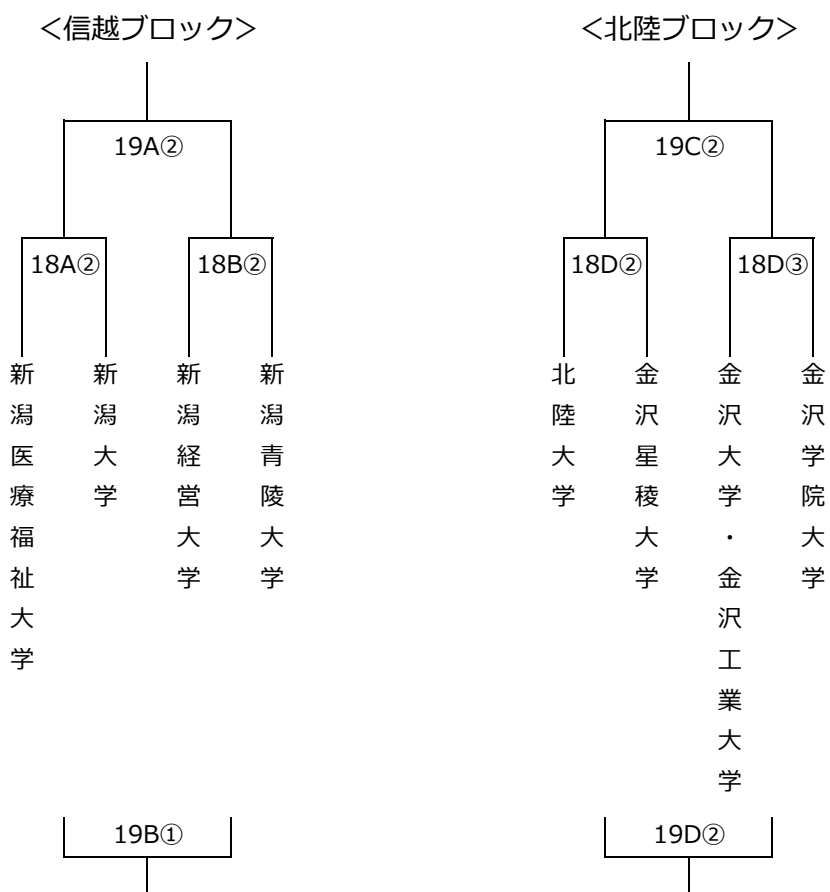 ＜信越ブロック＞
19A②
18A②
18B②
新潟医療福祉大学
新潟大学
新潟経営大学
新潟青陵大学
19B①
＜北陸ブロック＞
19C②
18D②
18D③
北陸大学
金沢星稜大学
金沢大学・金沢工業大学
金沢学院大学
19D②